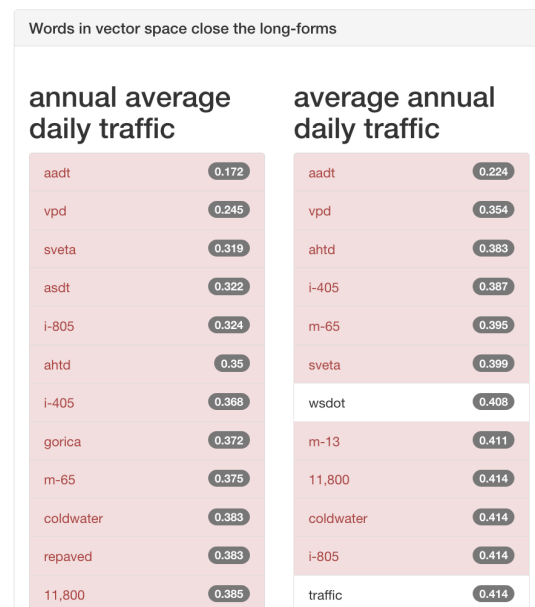 Words in vector space close the long-forms
annual average
daily traffic
aadt 0.172
vpd 0.245
sveta 0.319
asdt 0.322
i-805 0.324
ahtd 0.35
i-405 0.368
gorica 0.372
m-65 0.375
coldwater 0.383
repaved 0.383
11,800 0.385
average annual
daily traffic
aadt 0.224
vpd 0.354
ahtd 0.383
i-405 0.387
m-65 0.395
sveta 0.399
wsdot 0.408
m-13 0.411
11,800 0.414
coldwater 0.414
i-805 0.414
traffic 0.414